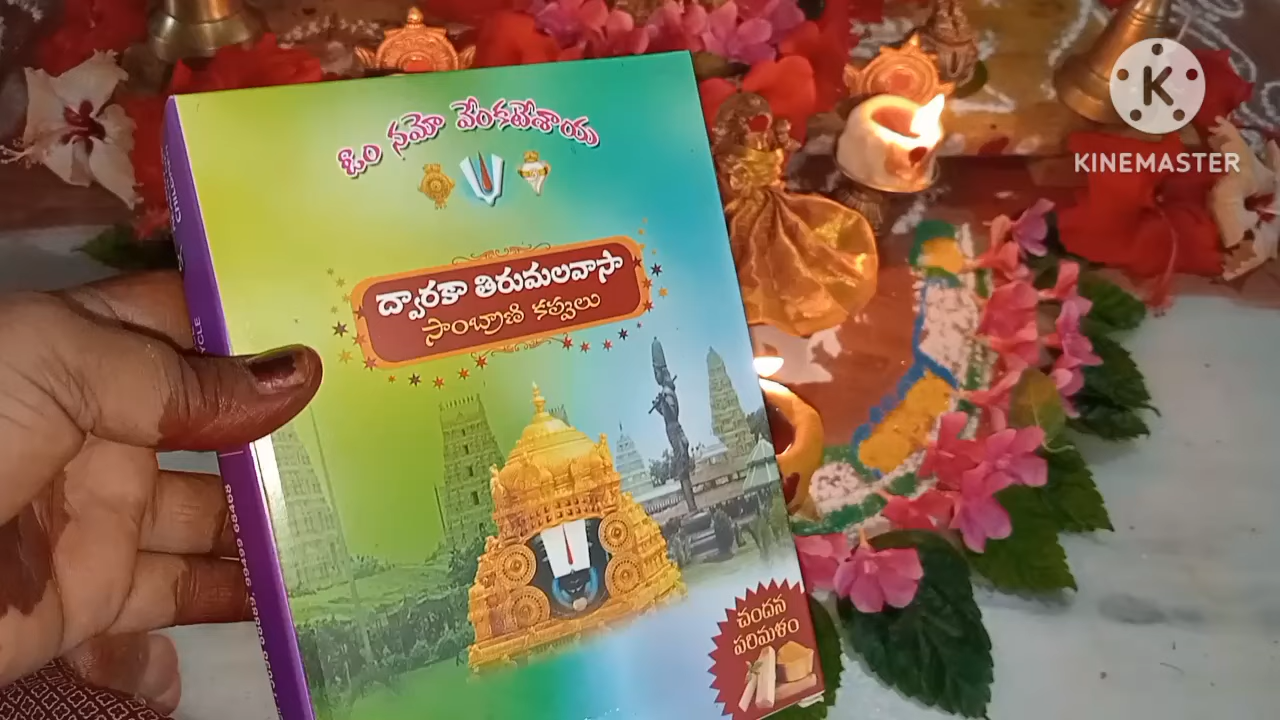 ఓం నమో వేంకటేశాయ
ద్వారకా తిరుమలవాసా
సాంబ్రాణి కప్పులు
చందన
పరిమళం
K
KINEMASTER